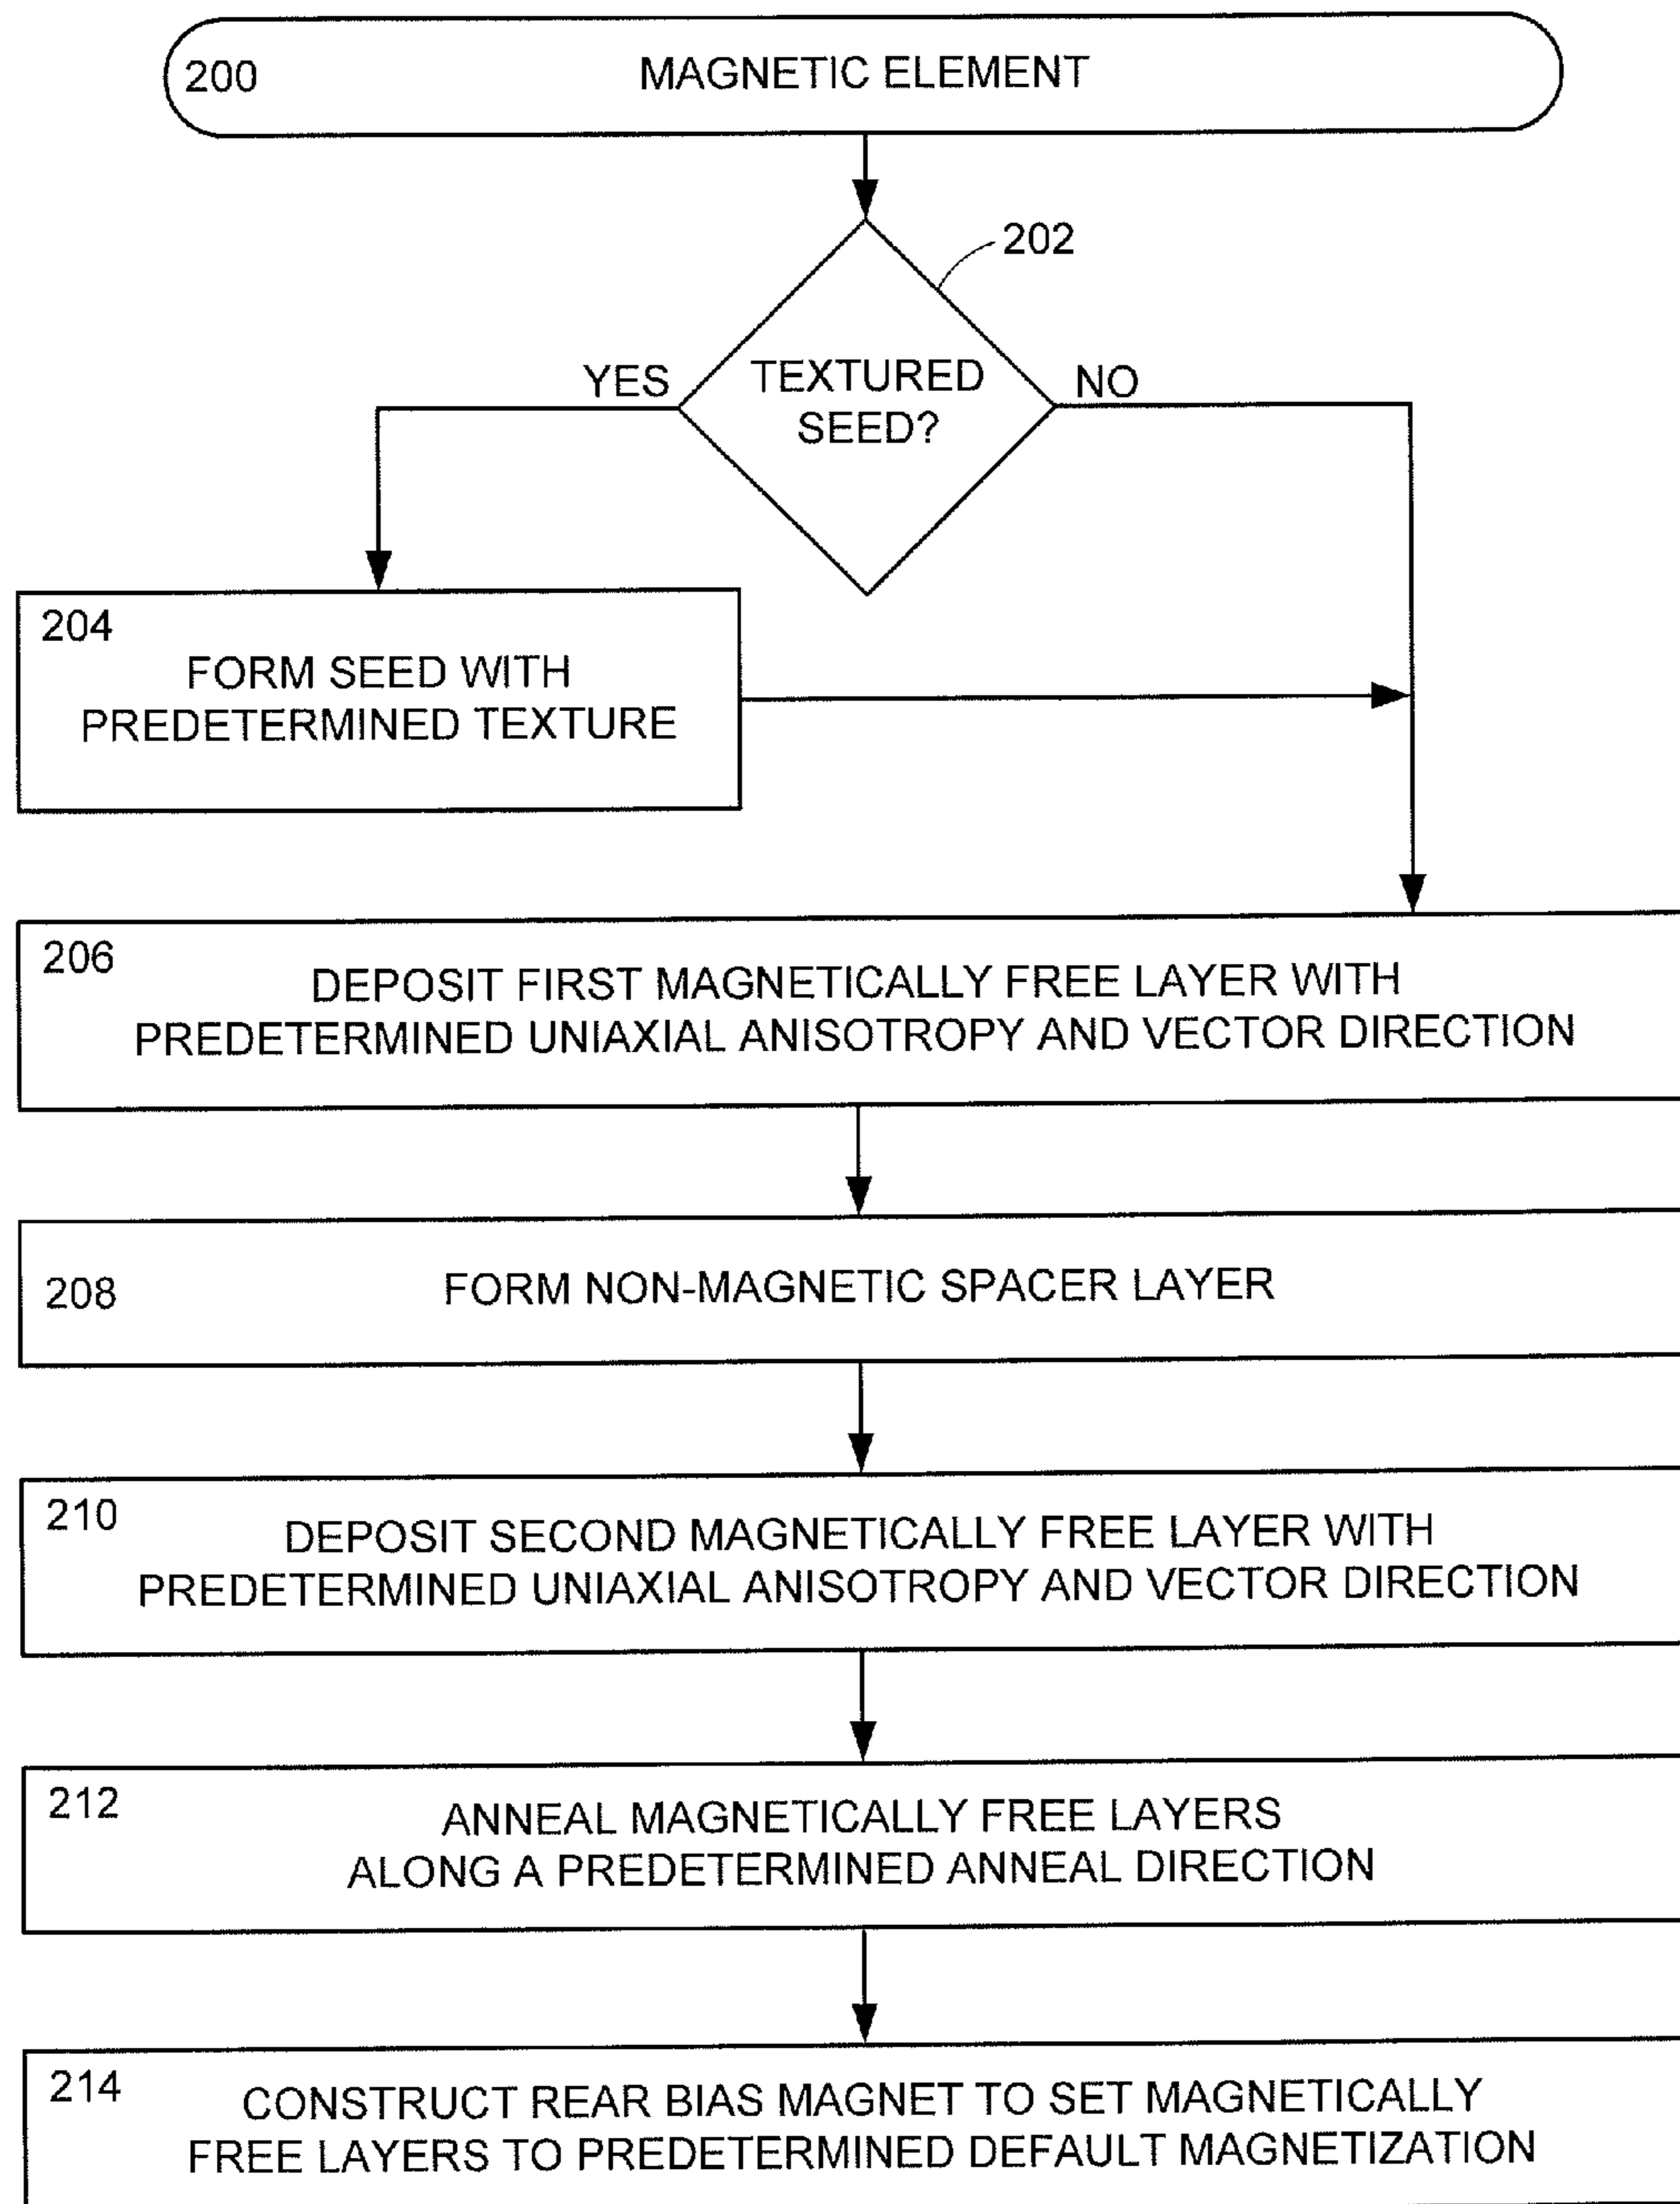 200
MAGNETIC ELEMENT
202
YES
TEXTURED
SEED?
NO
204
FORM SEED WITH
PREDETERMINED TEXTURE
206
DEPOSIT FIRST MAGNETICALLY FREE LAYER WITH
PREDETERMINED UNIAXIAL ANISOTROPY AND VECTOR DIRECTION
208
FORM NON-MAGNETIC SPACER LAYER
210
DEPOSIT SECOND MAGNETICALLY FREE LAYER WITH
PREDETERMINED UNIAXIAL ANISOTROPY AND VECTOR DIRECTION
212
ANNEAL MAGNETICALLY FREE LAYERS
ALONG A PREDETERMINED ANNEAL DIRECTION
214
CONSTRUCT REAR BIAS MAGNET TO SET MAGNETICALLY
FREE LAYERS TO PREDETERMINED DEFAULT MAGNETIZATION